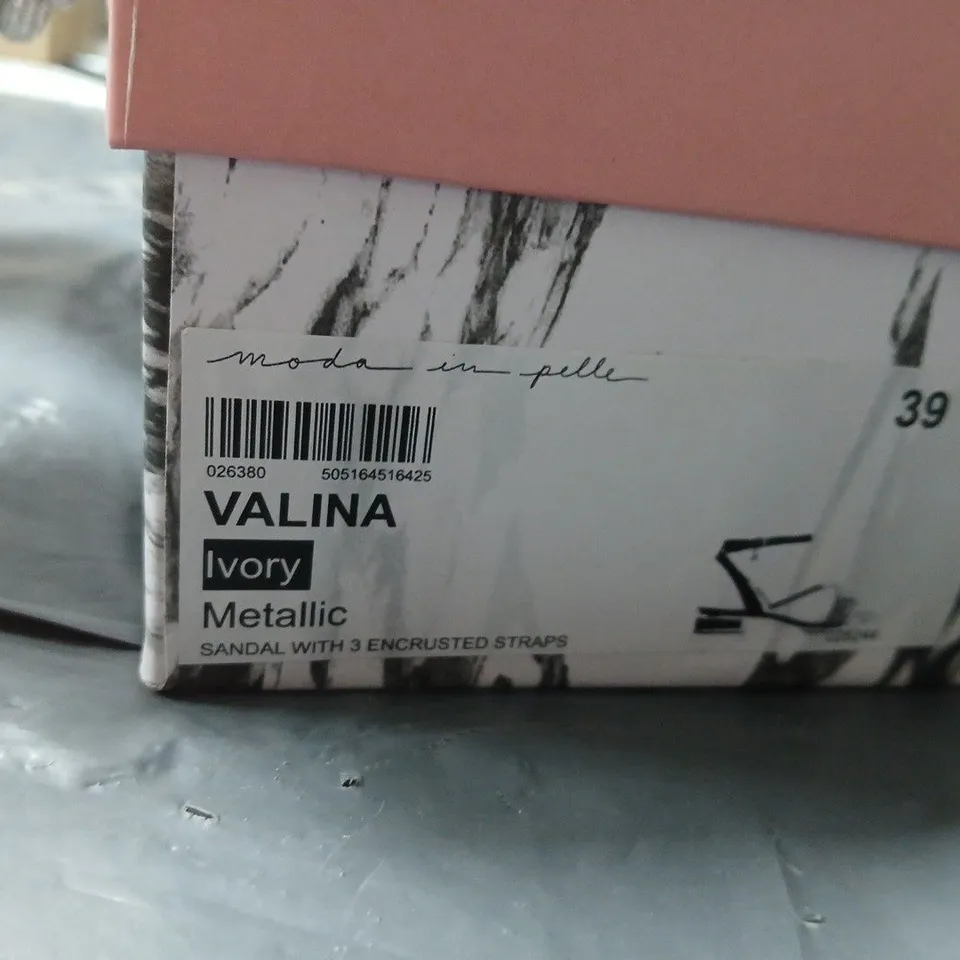 moda in pelle
39
026380 505164516425
VALINA
Ivory
Metallic
SANDAL WITH 3 ENCRUSTED STRAPS